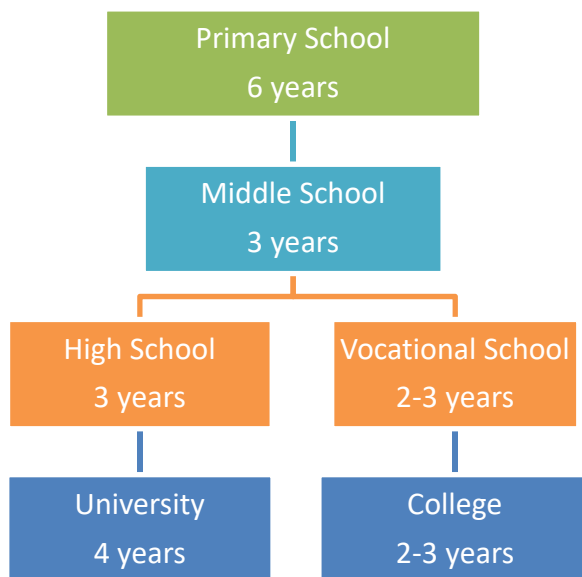 Primary School
6 years
Middle School
3 years
High School
3 years
Vocational School
2-3 years
University
4 years
College
2-3 years